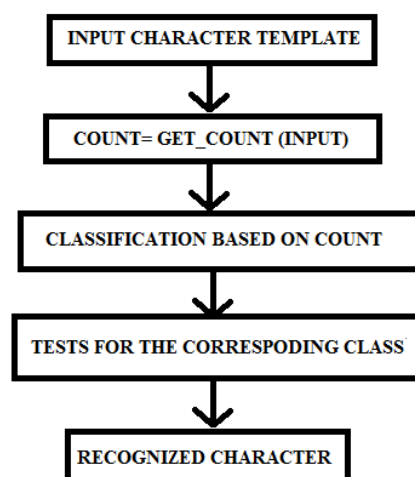 INPUT CHARACTER TEMPLATE
COUNT= GET_COUNT (INPUT)
CLASSIFICATION BASED ON COUNT
TESTS FOR THE CORRESPODING CLASS
RECOGNIZED CHARACTER